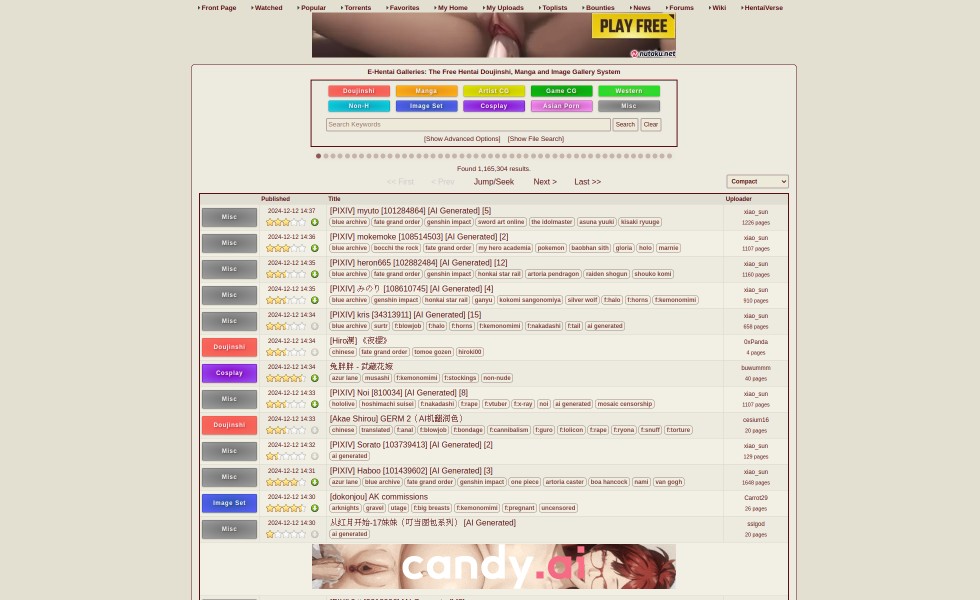 Front Page Watched Popular Torrents Favorites My Home My Uploads Toplists Bounties News Forums Wiki HentaiVerse
PLAY FREE
nutaku.net
E-Hentai Galleries: The Free Hentai Doujinshi, Manga and Image Gallery System
Doujinshi Manga Artist CG Game CG Western
Non-H Image Set Cosplay Asian Porn Misc
Search Keywords Search Clear
[Show Advanced Options] [Show File Search]
Found 1,165,304 results.
<< First < Prev Jump/Seek Next > Last >> Compact
Published Title Uploader
Misc 2024-12-12 14:37 [PIXIV] myuto [101284864] [AI Generated] [5] xiao_sun
blue archive fate grand order genshin impact sword art online the idolmaster asuna yuuki kisaki ryuuge 1226 pages
Misc 2024-12-12 14:36 [PIXIV] mokemoke [108514503] [AI Generated] [2] xiao_sun
blue archive bocchi the rock fate grand order my hero academia pokemon baobhan sith gloria holo marnie 1107 pages
Misc 2024-12-12 14:35 [PIXIV] heron665 [102882484] [AI Generated] [12] xiao_sun
blue archive fate grand order genshin impact honkai star rail artoria pendragon raiden shogun shouko komi 1160 pages
Misc 2024-12-12 14:35 [PIXIV] みのり [108610745] [AI Generated] [4] xiao_sun
blue archive genshin impact honkai star rail ganyu kokomi sangonomiya silver wolf f:halo f:horns f:kemonomimi 910 pages
Misc 2024-12-12 14:34 [PIXIV] kris [34313911] [AI Generated] [15] xiao_sun
blue archive surtr f:blowjob f:halo f:horns f:kemonomimi f:nakadashi f:tail ai generated 658 pages
Doujinshi 2024-12-12 14:34 [Hiro] 《夜樱》 0xPanda
chinese fate grand order tomoe gozen hiroki00 4 pages
Cosplay 2024-12-12 14:34 兔胖胖 - 武藏花嫁 buwummm
azur lane musashi f:kemonomimi f:stockings non-nude 40 pages
Misc 2024-12-12 14:33 [PIXIV] Noi [810034] [AI Generated] [8] xiao_sun
hololive hoshimachi suisei f:nakadashi f:rape f:vtuber f:x-ray noi ai generated mosaic censorship 1107 pages
Doujinshi 2024-12-12 14:33 [Akae Shirou] GERM 2（AI机翻润色） cesium16
chinese translated f:anal f:blowjob f:bondage f:cannibalism f:guro f:lolicon f:rape f:ryona f:snuff f:torture 20 pages
Misc 2024-12-12 14:32 [PIXIV] Sorato [103739413] [AI Generated] [2] xiao_sun
ai generated 129 pages
Misc 2024-12-12 14:31 [PIXIV] Haboo [101439602] [AI Generated] [3] xiao_sun
azur lane blue archive fate grand order genshin impact one piece artoria caster boa hancock nami van gogh 1648 pages
Image Set 2024-12-12 14:30 [dokonjou] AK commissions Carrot29
arknights gravel utage f:big breasts f:kemonomimi f:pregnant uncensored 26 pages
Misc 2024-12-12 14:30 从红月开始-17妹妹（叮当图包系列） [AI Generated] sslgod
ai generated 20 pages
candy.ai